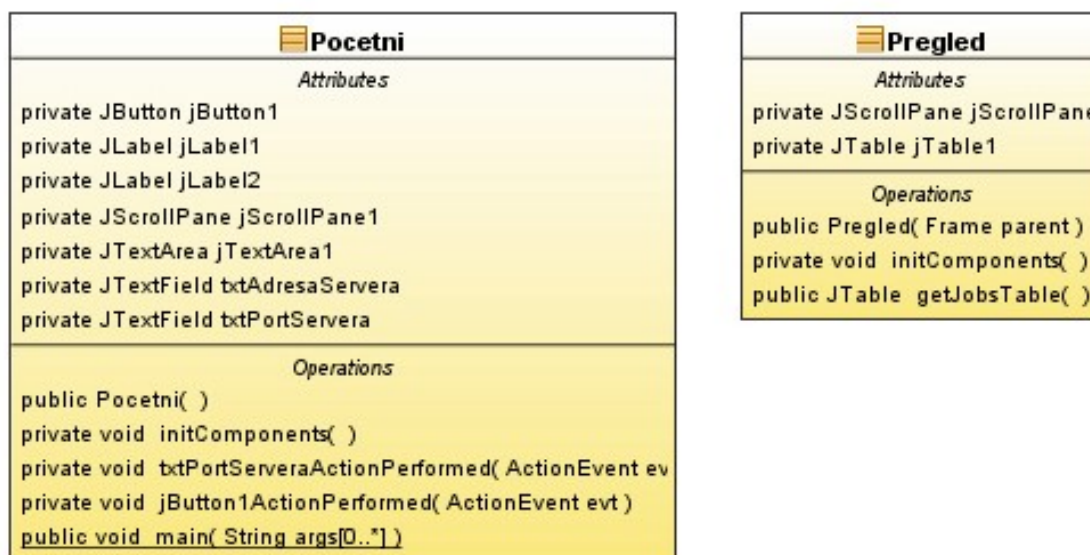 Pocetni
Attributes
private JButton jButton1
private JLabel jLabel1
private JLabel jLabel2
private JScrollPane jScrollPane1
private JTextArea jTextArea1
private JTextField txtAdresaServera
private JTextField txtPortServera
Operations
public Pocetni( )
private void initComponents( )
private void txtPortServeraActionPerformed( ActionEvent ev
private void jButton1ActionPerformed( ActionEvent evt )
public void main( String args[0..*] )
Pregled
Attributes
private JScrollPane jScrollPane
private JTable jTable1
Operations
public Pregled( Frame parent )
private void initComponents( )
public JTable getJobsTable( )